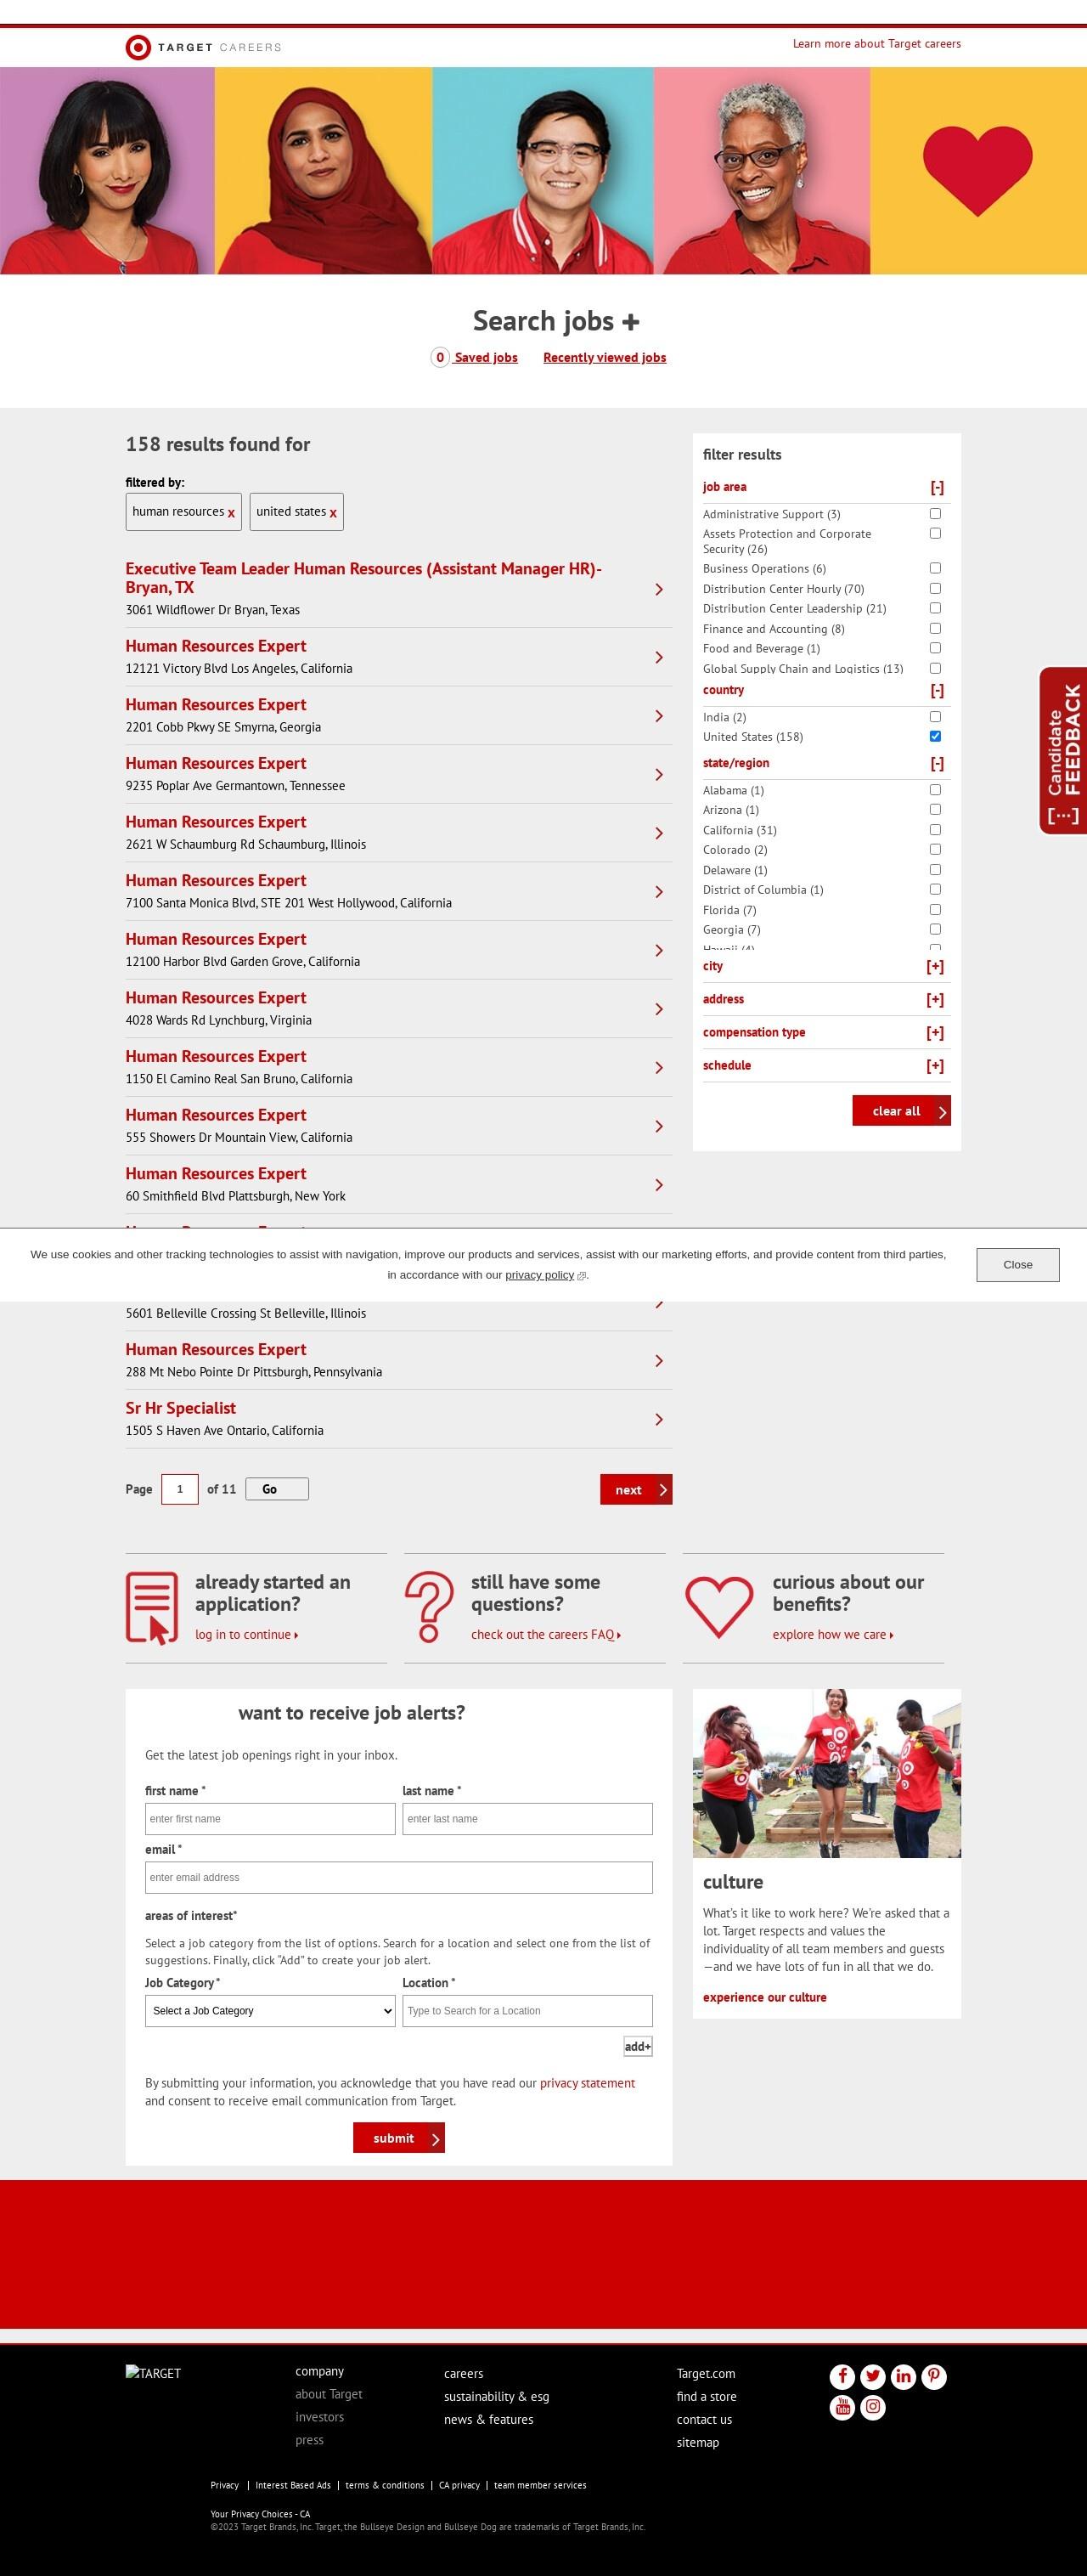 TARGET CAREERS
Learn more about Target careers
Search jobs +
0 Saved jobs
Recently viewed jobs
158 results found for
filtered by:
human resources x
united states x
Executive Team Leader Human Resources (Assistant Manager HR)-
Bryan, TX
3061 Wildflower Dr Bryan, Texas
Human Resources Expert
12121 Victory Blvd Los Angeles, California
Human Resources Expert
2201 Cobb Pkwy SE Smyrna, Georgia
Human Resources Expert
9235 Poplar Ave Germantown, Tennessee
Human Resources Expert
2621 W Schaumburg Rd Schaumburg, Illinois
Human Resources Expert
7100 Santa Monica Blvd, STE 201 West Hollywood, California
Human Resources Expert
12100 Harbor Blvd Garden Grove, California
Human Resources Expert
4028 Wards Rd Lynchburg, Virginia
Human Resources Expert
1150 El Camino Real San Bruno, California
Human Resources Expert
555 Showers Dr Mountain View, California
Human Resources Expert
60 Smithfield Blvd Plattsburgh, New York
filter results
job area [-]
Administrative Support (3)
Assets Protection and Corporate
Security (26)
Business Operations (6)
Distribution Center Hourly (70)
Distribution Center Leadership (21)
Finance and Accounting (8)
Food and Beverage (1)
Global Supply Chain and Logistics (13)
country [-]
India (2)
United States (158)
state/region [-]
Alabama (1)
Arizona (1)
California (31)
Colorado (2)
Delaware (1)
District of Columbia (1)
Florida (7)
Georgia (7)
Hawaii (4)
city [+]
address [+]
compensation type [+]
schedule [+]
clear all
[...] Candidate
FEEDBACK
We use cookies and other tracking technologies to assist with navigation, improve our products and services, assist with our marketing efforts, and provide content from third parties,
in accordance with our privacy policy.
Close
5601 Belleville Crossing St Belleville, Illinois
Human Resources Expert
288 Mt Nebo Pointe Dr Pittsburgh, Pennsylvania
Sr Hr Specialist
1505 S Haven Ave Ontario, California
Page 1 of 11 Go
next
already started an
application?
log in to continue
still have some
questions?
check out the careers FAQ
curious about our
benefits?
explore how we care
want to receive job alerts?
Get the latest job openings right in your inbox.
first name *
last name *
enter first name
enter last name
email *
enter email address
areas of interest*
Select a job category from the list of options. Search for a location and select one from the list of
suggestions. Finally, click “Add” to create your job alert.
Job Category *
Location *
Select a Job Category
Type to Search for a Location
add+
By submitting your information, you acknowledge that you have read our privacy statement
and consent to receive email communication from Target.
submit
culture
What's it like to work here? We're asked that a
lot. Target respects and values the
individuality of all team members and guests
—and we have lots of fun in all that we do.
experience our culture
TARGET
company
about Target
investors
press
careers
sustainability & esg
news & features
Target.com
find a store
contact us
sitemap
You Tube
Privacy | Interest Based Ads | terms & conditions | CA privacy | team member services
Your Privacy Choices - CA
©2023 Target Brands, Inc. Target, the Bullseye Design and Bullseye Dog are trademarks of Target Brands, Inc.